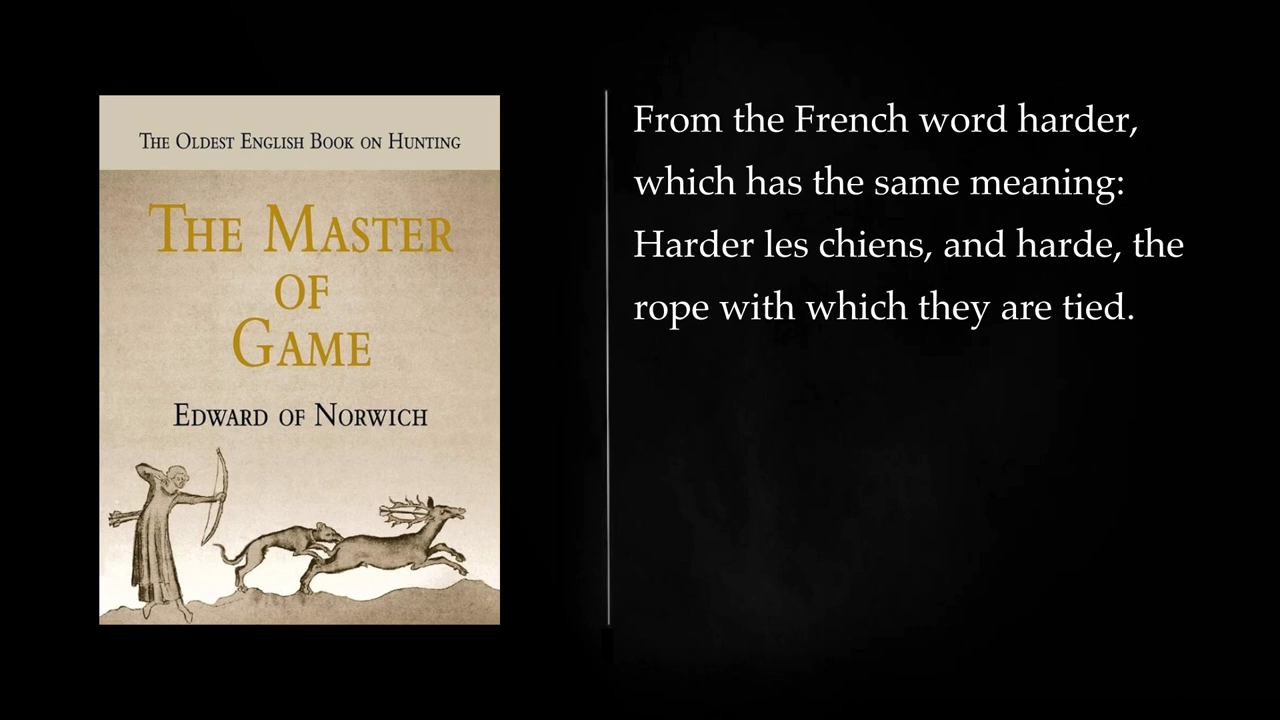 The Oldest English Book on Hunting
The Master
of
Game
Edward of Norwich
From the French word harder,
which has the same meaning:
Harder les chiens, and harde, the
rope with which they are tied.